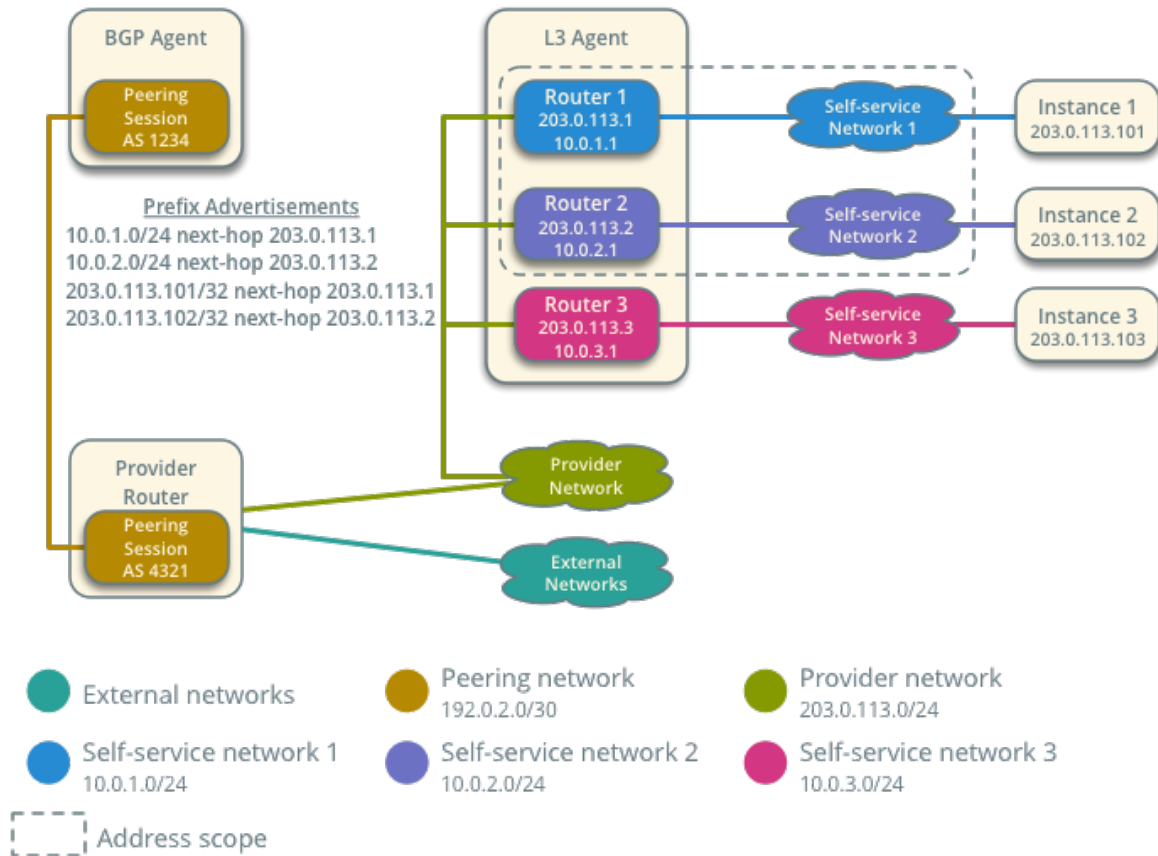 BGP Agent
Peering
Session
AS 1234
Prefix Advertisements
10.0.1.0/24 next-hop 203.0.113.1
10.0.2.0/24 next-hop 203.0.113.2
203.0.113.101/32 next-hop 203.0.113.1
203.0.113.102/32 next-hop 203.0.113.2
L3 Agent
Router 1
203.0.113.1
10.0.1.1
Self-service
Network 1
Instance 1
203.0.113.101
Router 2
203.0.113.2
10.0.2.1
Self-service
Network 2
Instance 2
203.0.113.102
Router 3
203.0.113.3
10.0.3.1
Self-service
Network 3
Instance 3
203.0.113.103
Provider
Router
Peering
Session
AS 4321
Provider
Network
External
Networks
External networks
Peering network
192.0.2.0/30
Provider network
203.0.113.0/24
Self-service network 1
10.0.1.0/24
Self-service network 2
10.0.2.0/24
Self-service network 3
10.0.3.0/24
Address scope